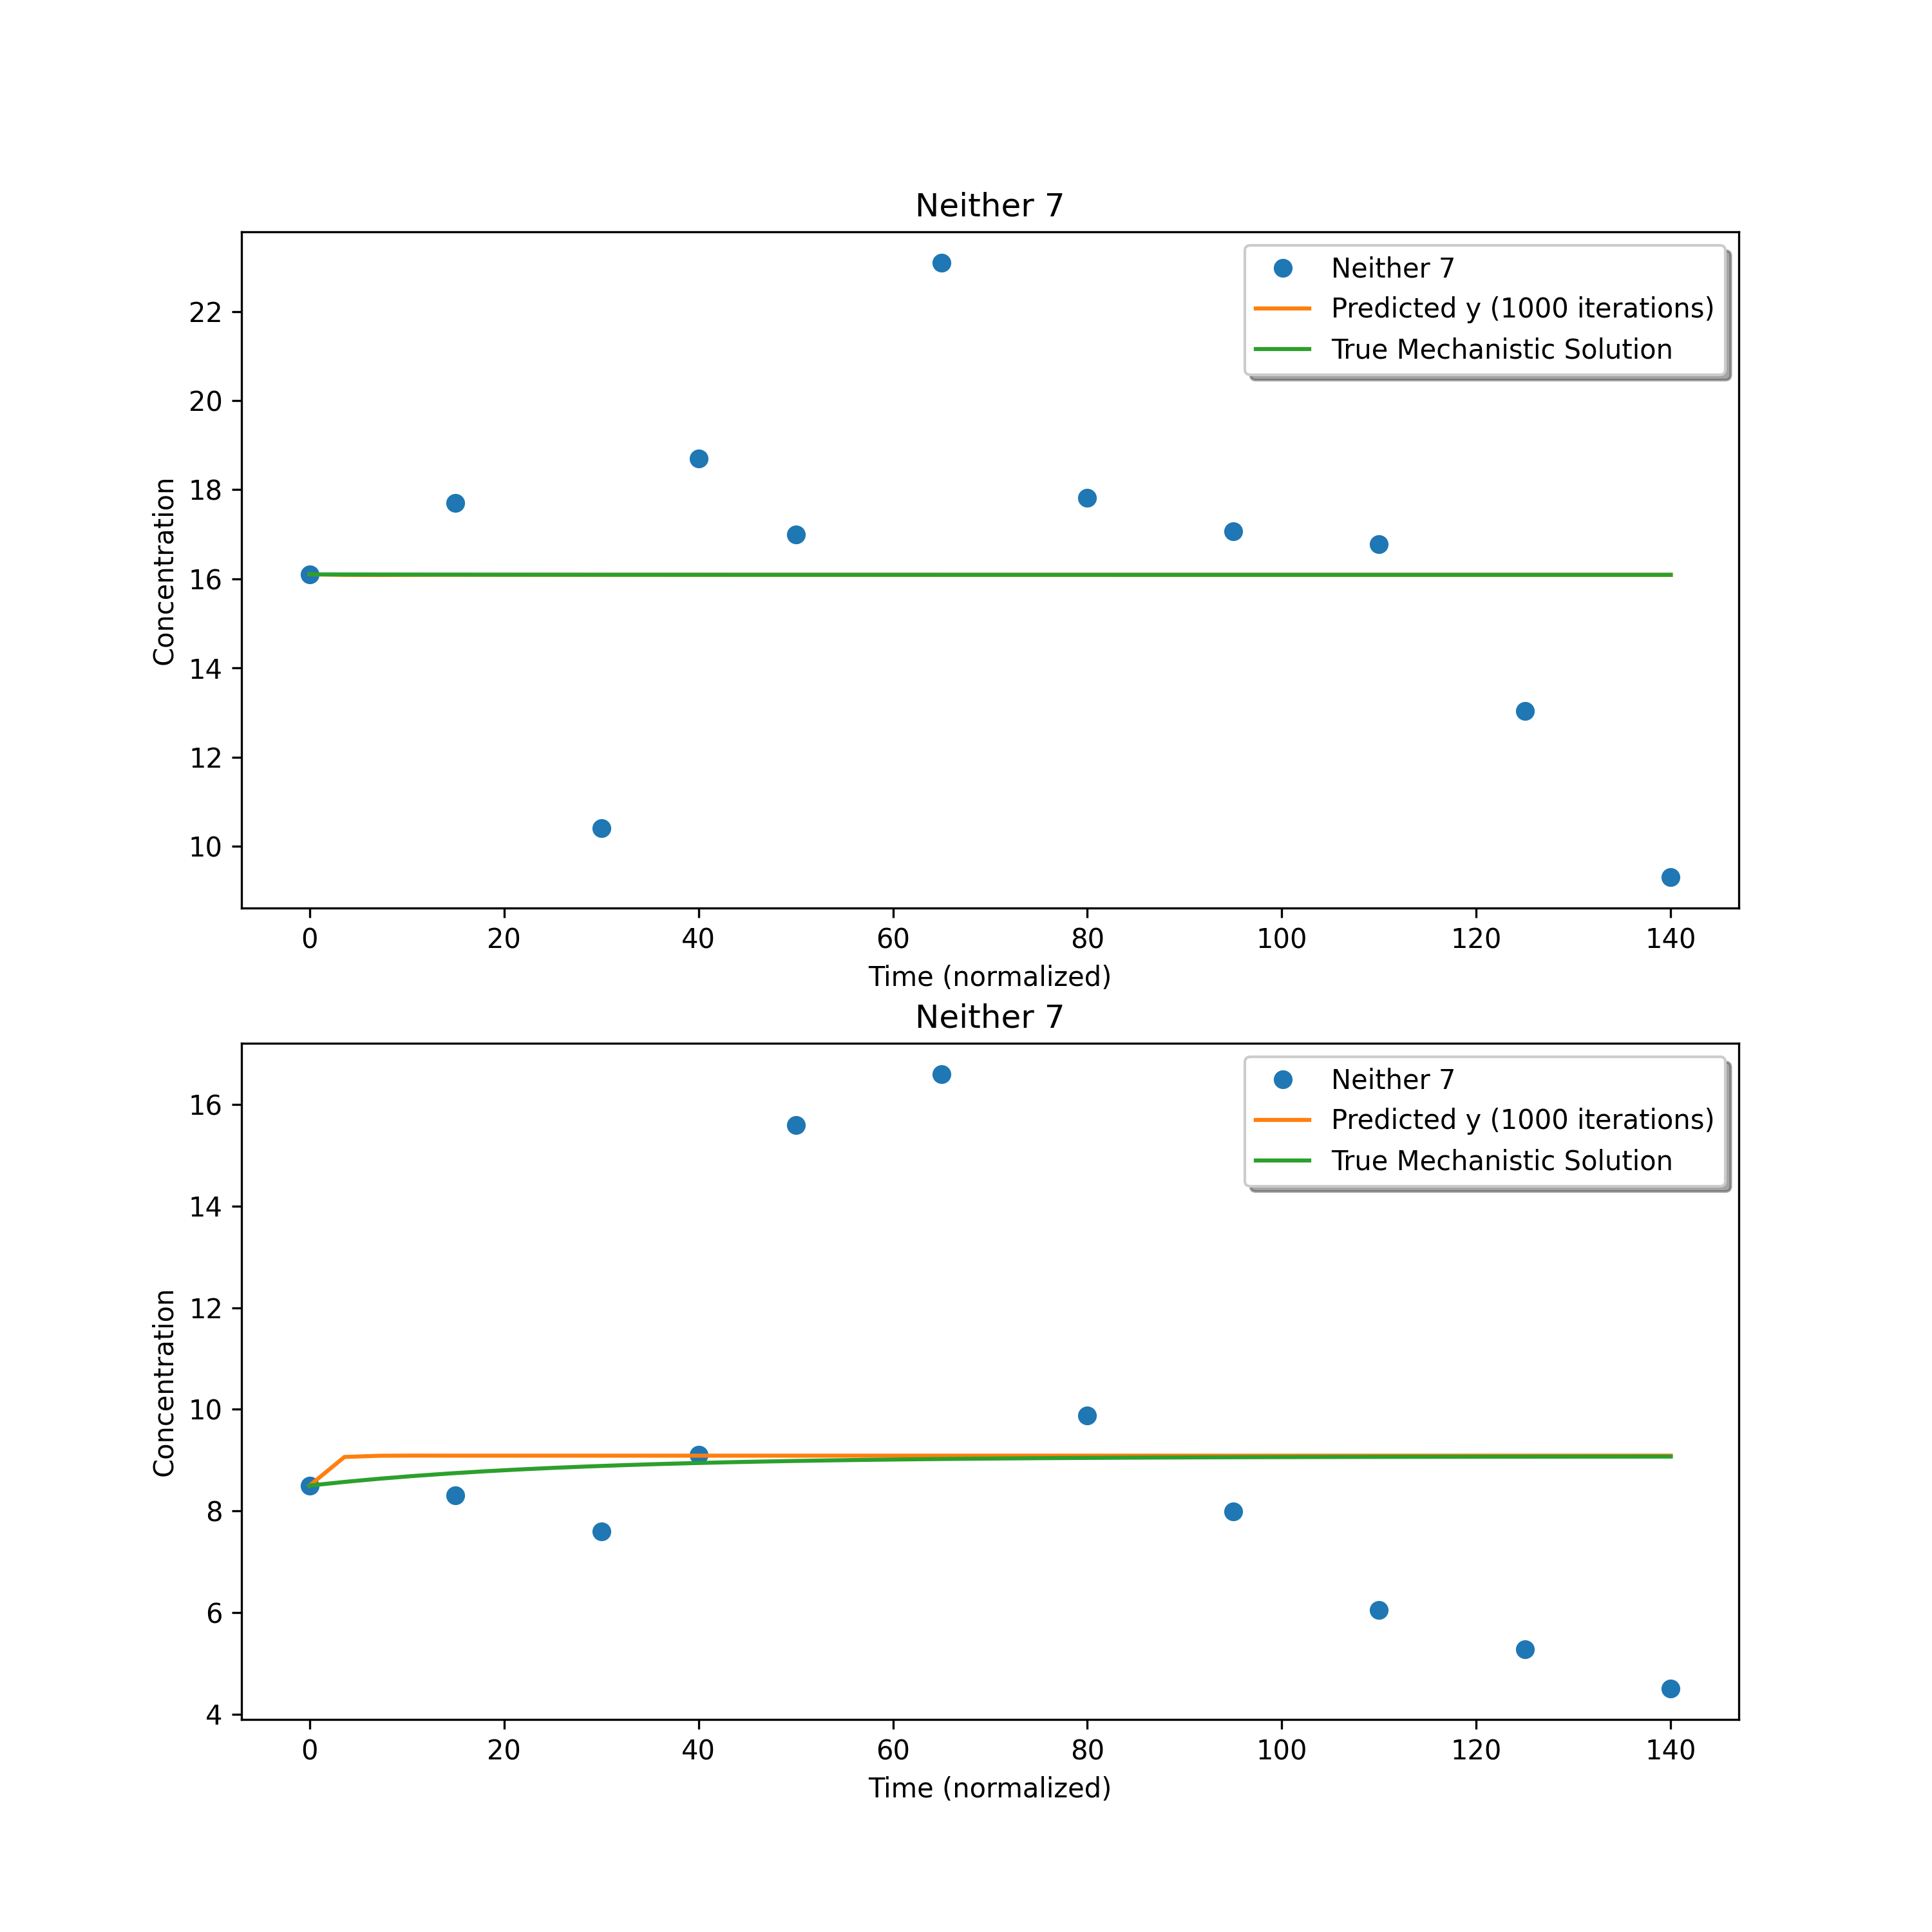 Neither 7
Neither 7
Predicted y (1000 iterations)
True Mechanistic Solution
Concentration
22
20
18
16
14
12
10
0 20 40 60 80 100 120 140
Time (normalized)
Neither 7
Neither 7
Predicted y (1000 iterations)
True Mechanistic Solution
Concentration
16
14
12
10
8
6
4
0 20 40 60 80 100 120 140
Time (normalized)